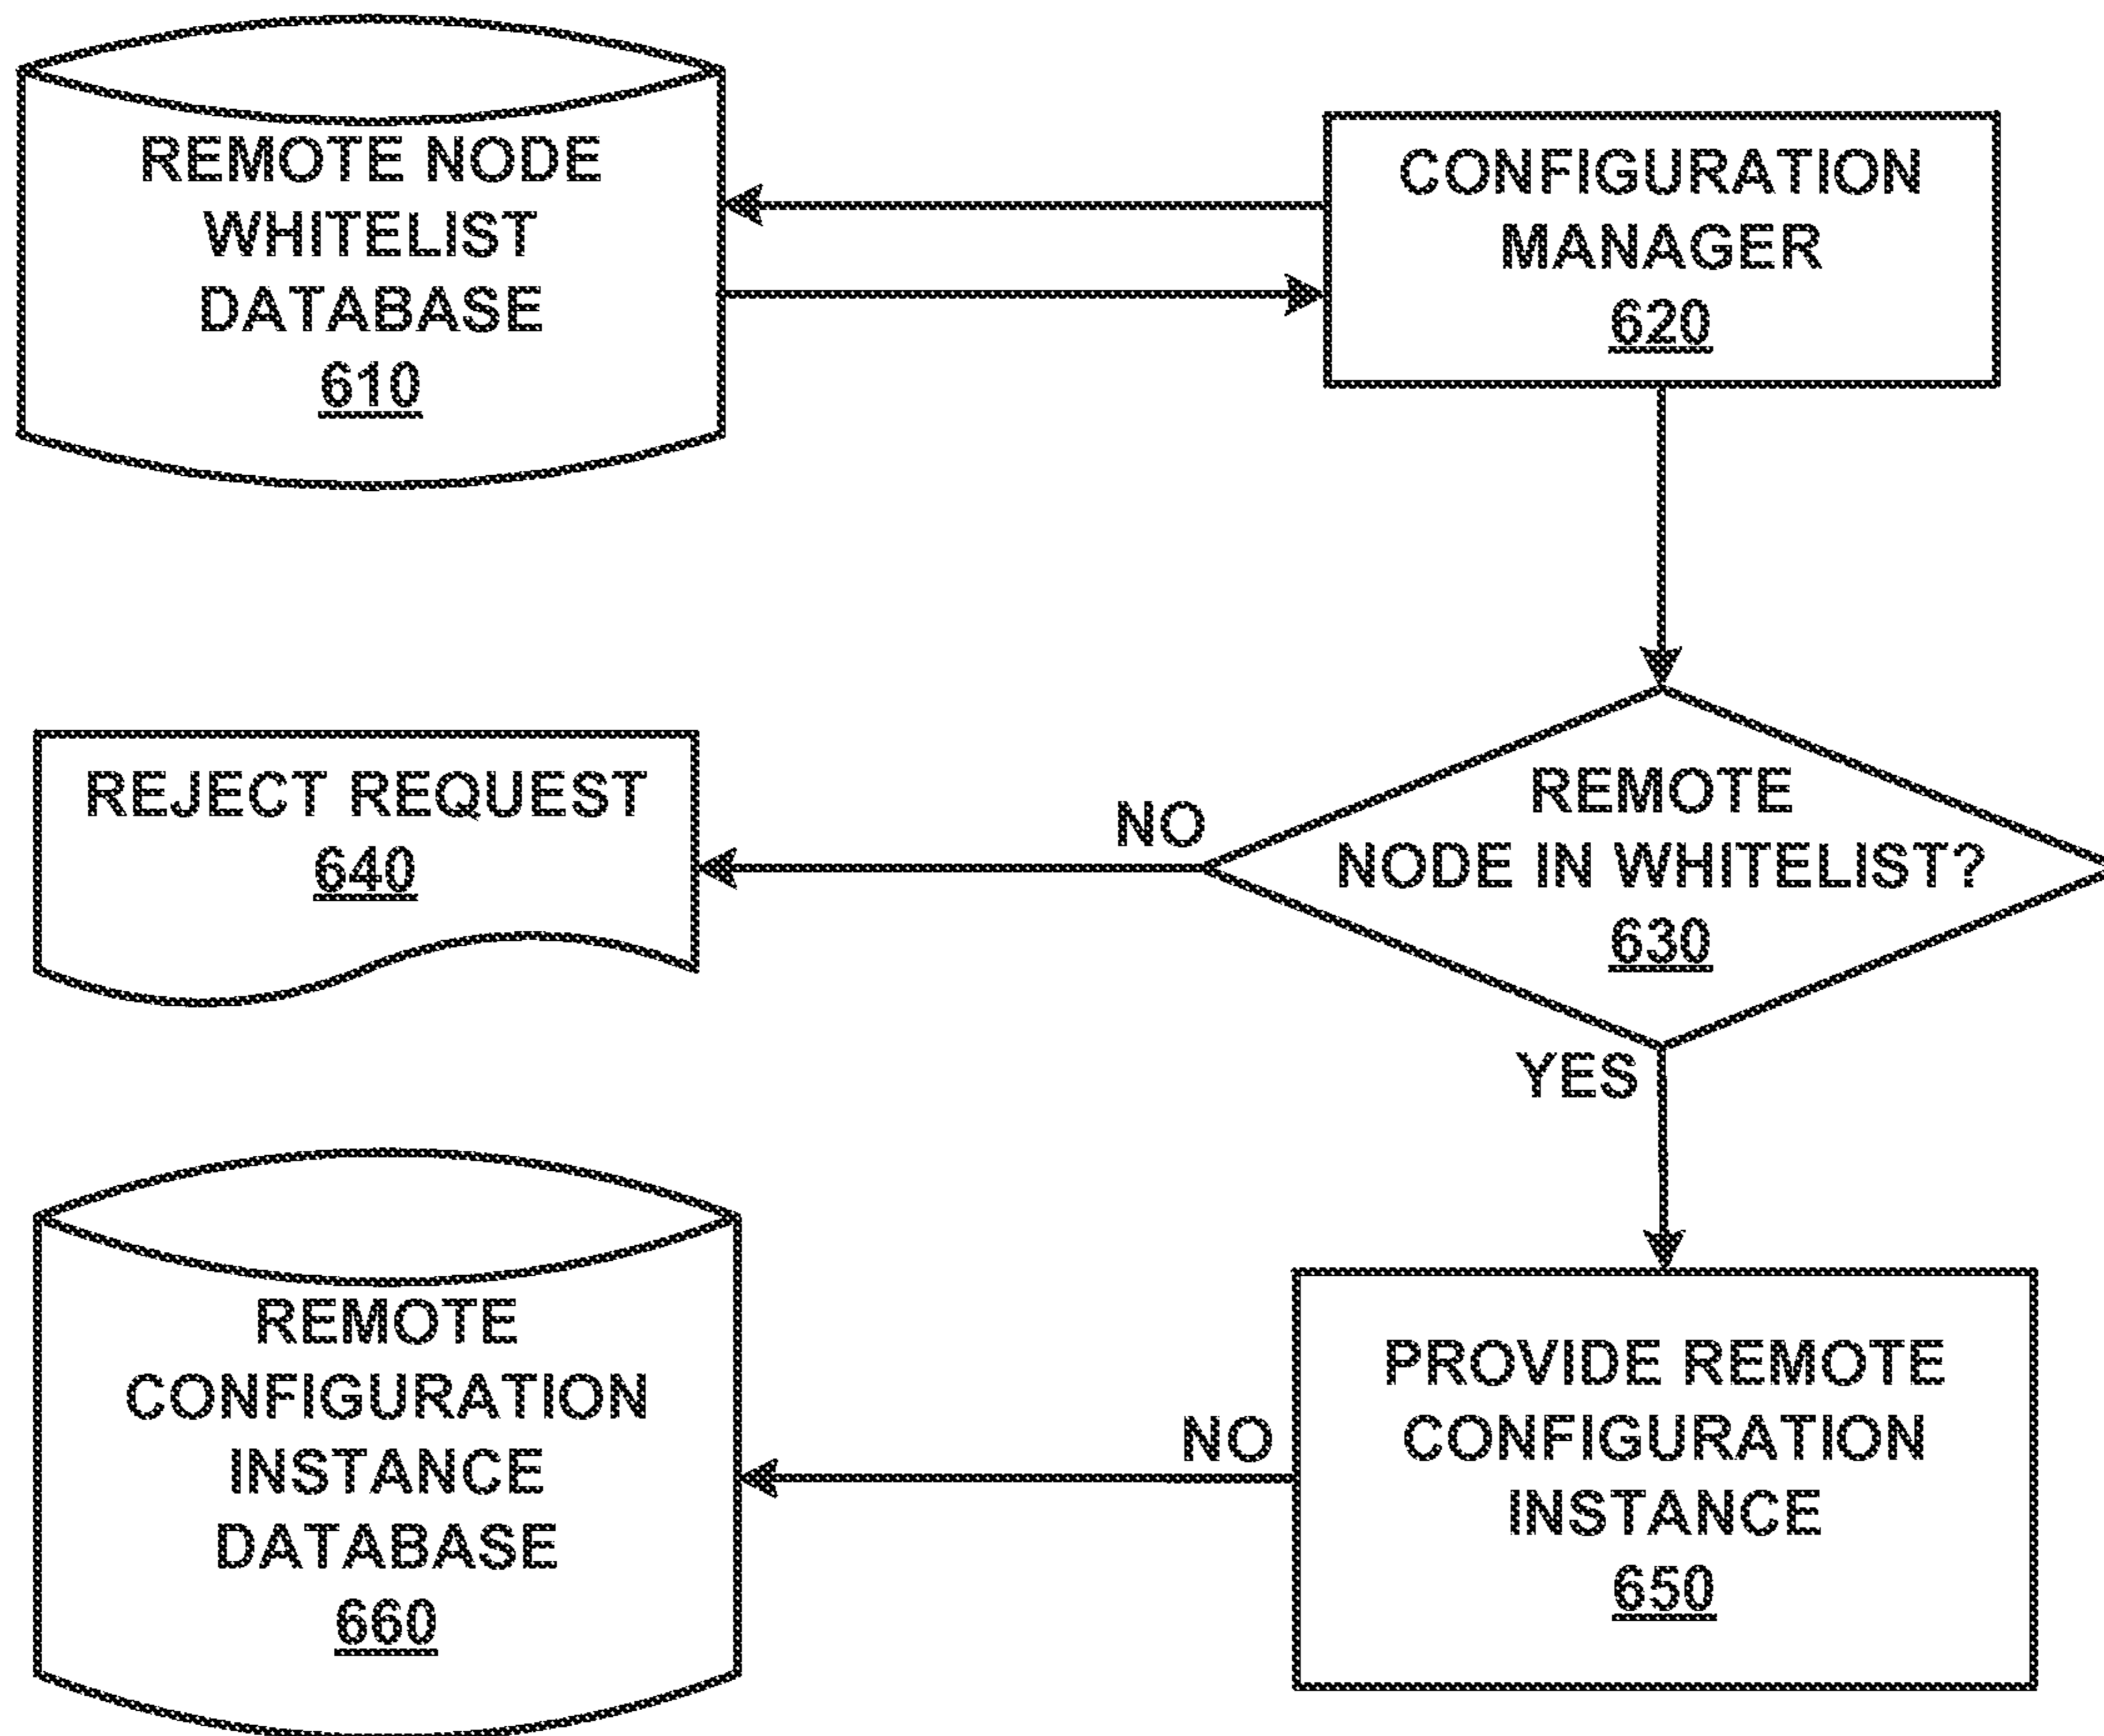 REMOTE NODE
WHITELIST
DATABASE
610
CONFIGURATION
MANAGER
620
REJECT REQUEST
640
NO
REMOTE
NODE IN WHITELIST?
630
YES
REMOTE
CONFIGURATION
INSTANCE
DATABASE
660
NO
PROVIDE REMOTE
CONFIGURATION
INSTANCE
650